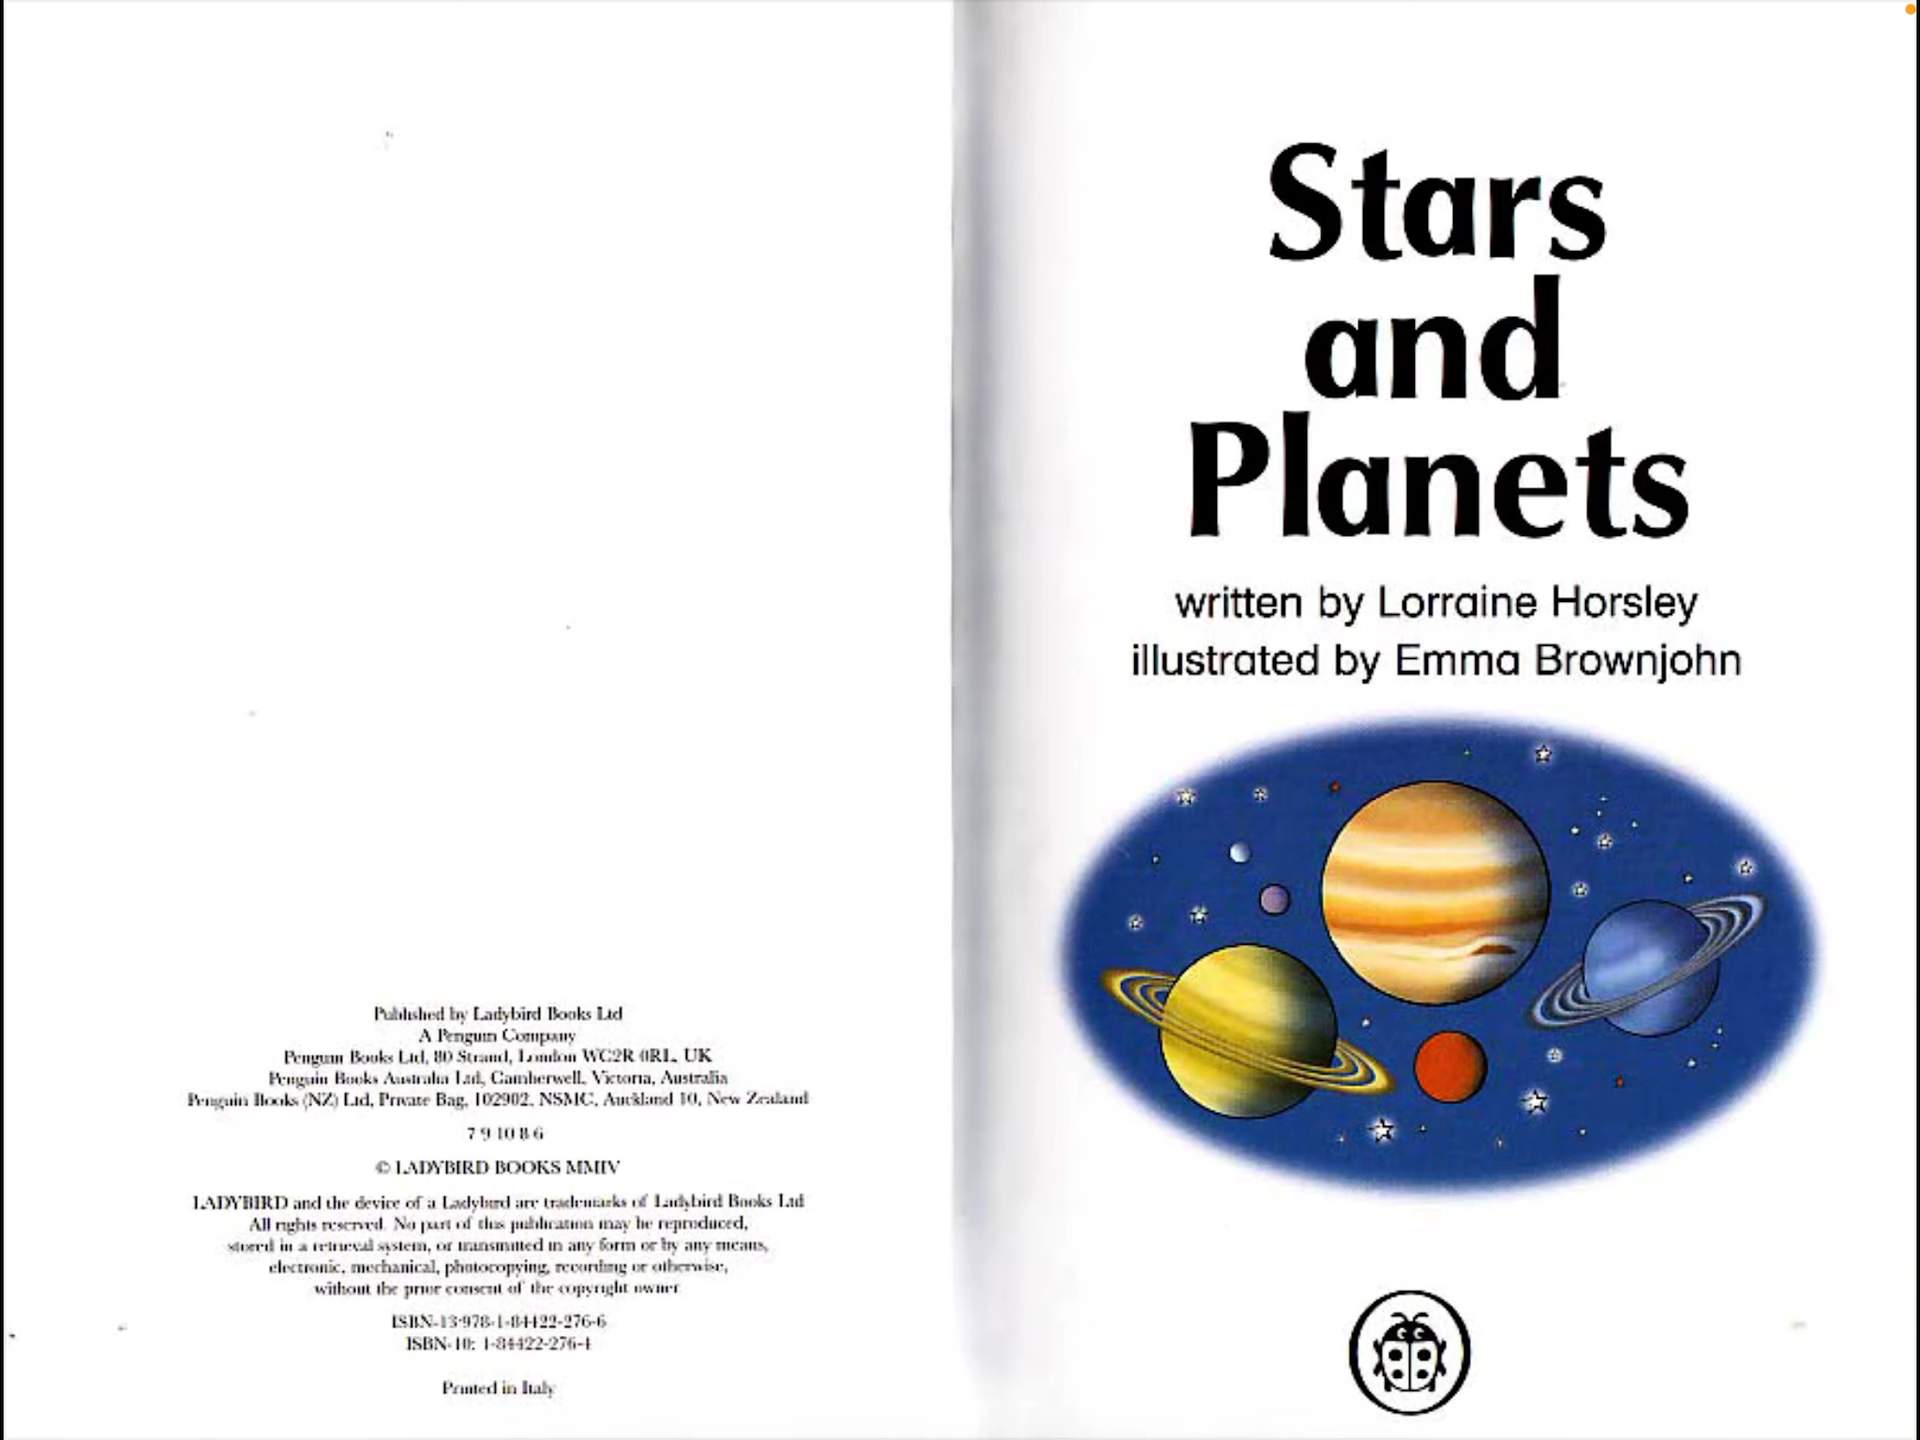 Published by Ladybird Books Ltd
A Penguin Company
Penguin Books Ltd, 80 Strand, London WC2R 0RL, UK
Penguin Books Australia Ltd, Camberwell, Victoria, Australia
Penguin Books (NZ) Ltd, Private Bag, 102902, NSMC, Auckland 10, New Zealand
7 9 10 8 6
© LADYBIRD BOOKS MMIV
LADYBIRD and the device of a Ladybird are trademarks of Ladybird Books Ltd
All rights reserved. No part of this publication may be reproduced,
stored in a retrieval system, or transmitted in any form or by any means,
electronic, mechanical, photocopying, recording or otherwise,
without the prior consent of the copyright owner
ISBN-13:978-1-84422-276-6
ISBN-10: 1-84422-276-4
Printed in Italy
Stars
and
Planets
written by Lorraine Horsley
illustrated by Emma Brownjohn